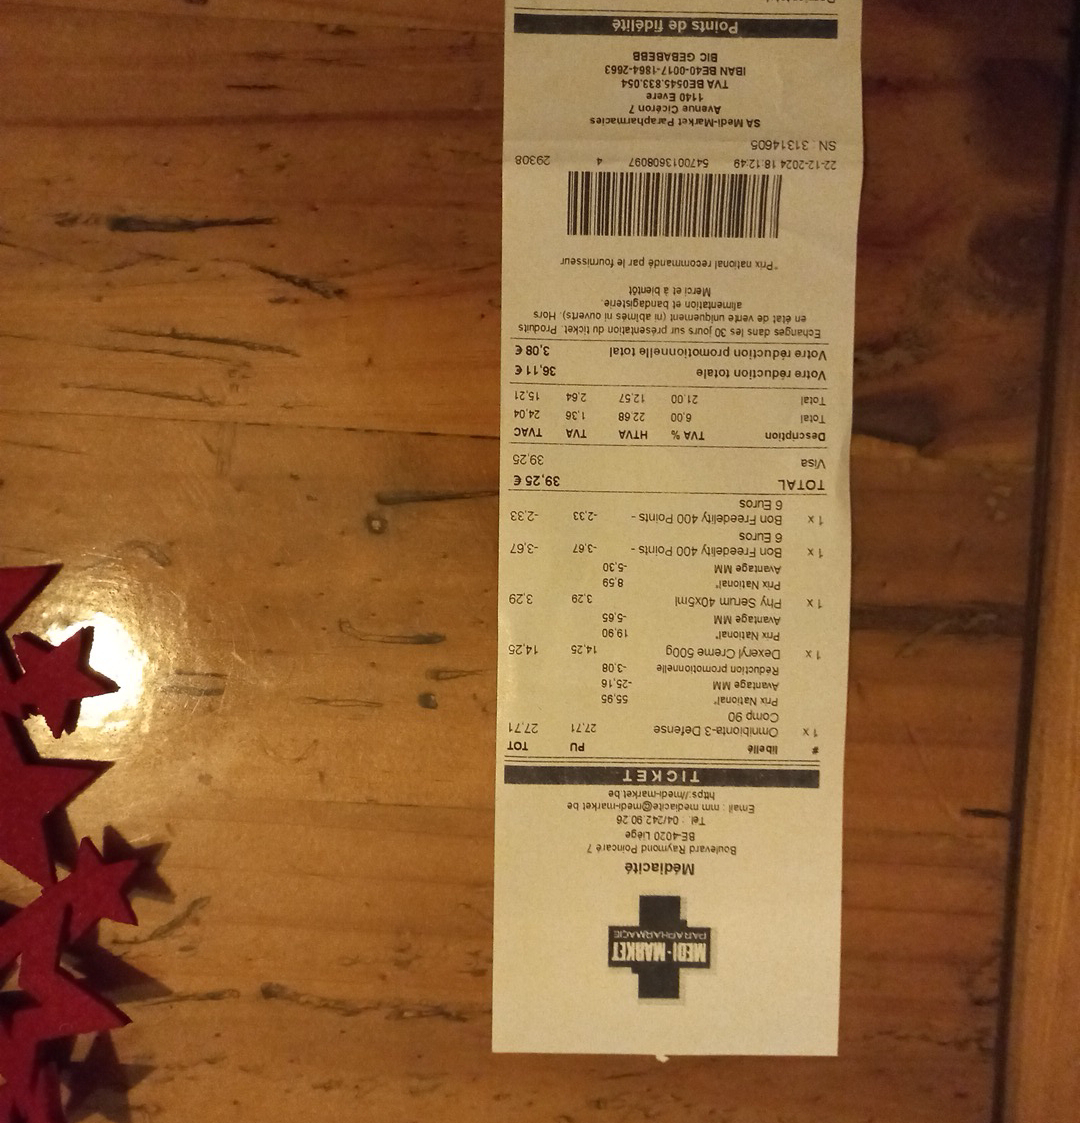 MEDI-MARKET
PARAPHARMACIE
Médiacité
Boulevard Raymond Poincaré 7
BE-4020 Liège
Tel. : 04/242.90.26
Email : mm.mediacite@medi-market.be
https://medi-market.be
TICKET
# libellé PU TOT
1 x Omnibionta-3 Defense 27,71 27,71
Comp 90
Prix National* 55,95
Avantage MM -25,16
Réduction promotionnelle -3,08
1 x Dexeryl Creme 500g 14,25 14,25
Prix National* 19,90
Avantage MM -5,65
1 x Phy Serum 40x5ml 3,29 3,29
Prix National* 8,59
Avantage MM -5,30
1 x Bon Freedelity 400 Points - -3,67 -3,67
6 Euros
1 x Bon Freedelity 400 Points - -2,33 -2,33
6 Euros
TOTAL 39,25 €
Visa 39,25
Description TVA % HTVA TVA TVAC
Total 6,00 22,68 1,36 24,04
Total 21,00 12,57 2,64 15,21
Votre réduction totale 36,11 €
Votre réduction promotionnelle total 3,08 €
Echanges dans les 30 jours sur présentation du ticket. Produits
en état de vente uniquement (ni abîmés ni ouverts). Hors
alimentation et bandagisterie.
Merci et à bientôt
*Prix national recommandé par le fournisseur
22-12-2024 18:12:49 5470013608097 4 29308
SN : 31314605
SA Medi-Market Parapharmacies
Avenue Cicéron 7
1140 Evere
TVA BE0545.833.054
IBAN BE40-0017-1864-2663
BIC GEBABEBB
Points de fidélité